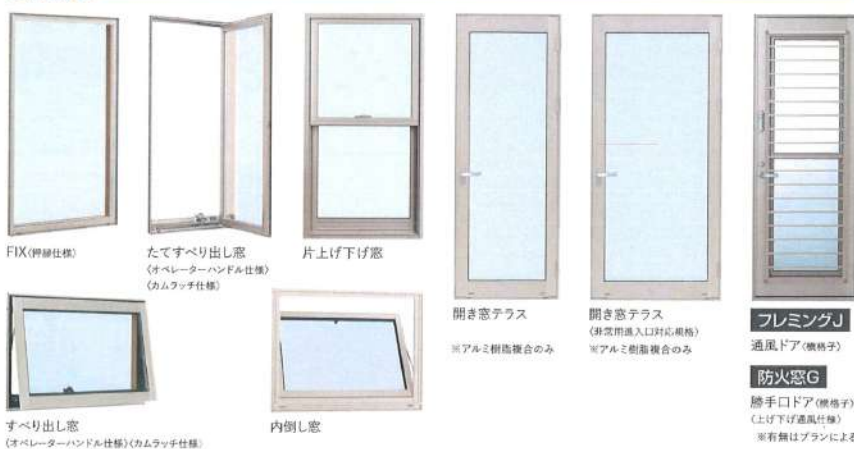 FIX(押縁仕様)
たてすべり出し窓
(オペレーターハンドル仕様)
(カムラッチ仕様)
片上げ下げ窓
開き窓テラス
※アルミ樹脂複合のみ
開き窓テラス
(非常用進入口対応規格)
※アルミ樹脂複合のみ
フレミングJ
通風ドア(横格子)
防火窓G
勝手口ドア(横格子)
(上げ下げ通風仕様)
※有無はプランによる
すべり出し窓
(オペレーターハンドル仕様)(カムラッチ仕様)
内倒し窓